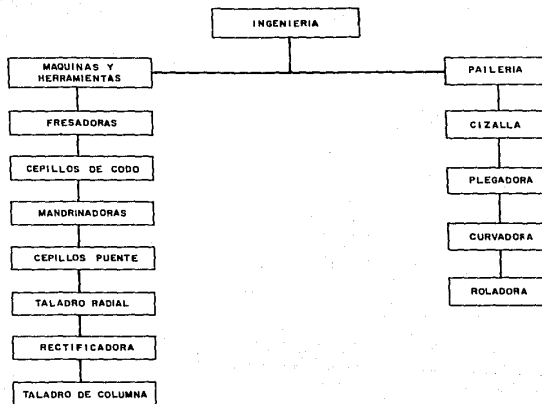 INGENIERIA
MAQUINAS Y
HERRAMIENTAS
FRESADORAS
CEPILLOS DE CODO
MANDRINADORAS
CEPILLOS PUENTE
TALADRO RADIAL
RECTIFICADORA
TALADRO DE COLUMNA
PAILERIA
CIZALLA
PLEGADORA
CURVADORA
ROLADORA